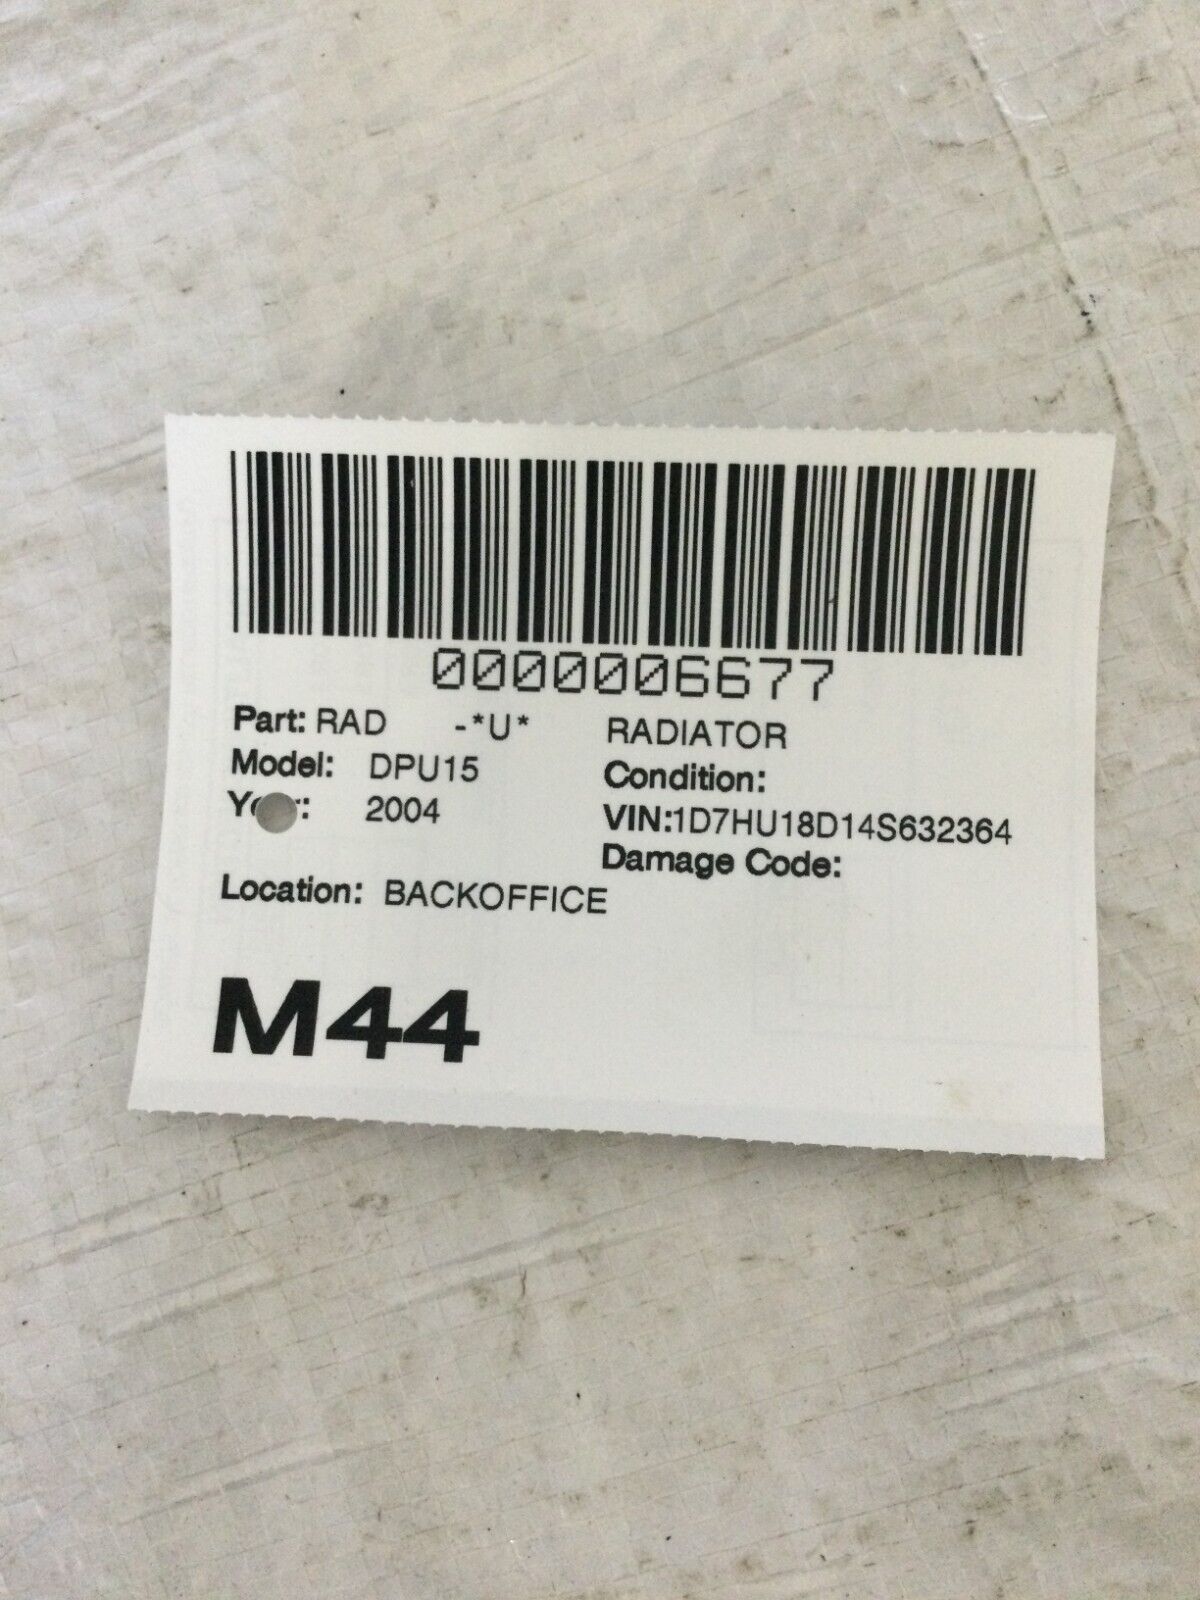 0000006677
Part: RAD -*U* RADIATOR
Model: DPU15 Condition:
2004 VIN:1D7HU18D14S632364
Damage Code:
Location: BACKOFFICE
M44